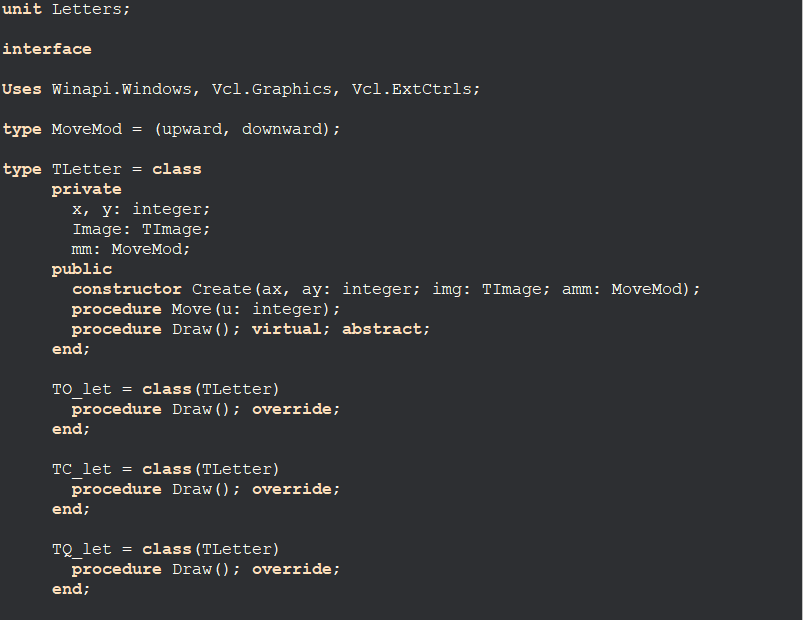 unit Letters;
interface
Uses Winapi.Windows, Vcl.Graphics, Vcl.ExtCtrls;
type MoveMod = (upward, downward);
type TLetter = class
private
x, y: integer;
Image: TImage;
mm: MoveMod;
public
constructor Create(ax, ay: integer; img: TImage; amm: MoveMod);
procedure Move(u: integer);
procedure Draw(); virtual; abstract;
end;
TO_let = class(TLetter)
procedure Draw(); override;
end;
TC_let = class(TLetter)
procedure Draw(); override;
end;
TQ_let = class(TLetter)
procedure Draw(); override;
end;